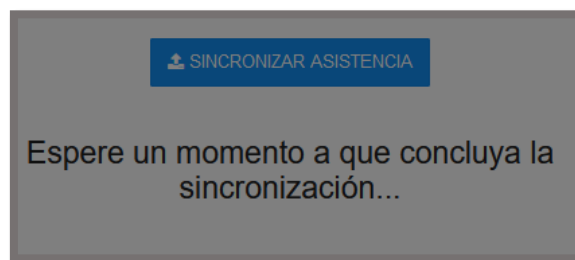 SINCRONIZAR ASISTENCIA
Espere un momento a que concluya la
sincronización...